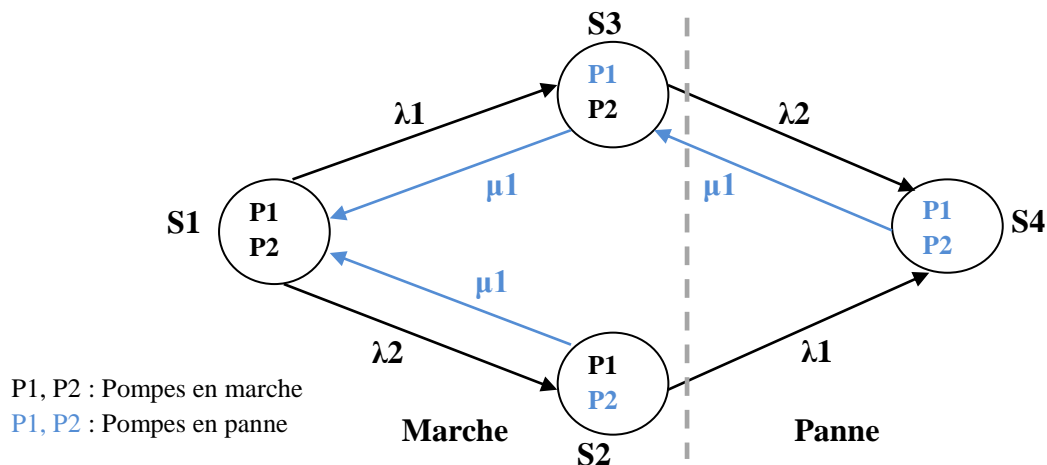 S3
P1
P2
λ1
λ2
μ1
μ1
S1
P1
P2
P1
P2
S4
μ1
λ2
λ1
P1
P2
P1, P2 : Pompes en marche
P1, P2 : Pompes en panne
Marche
Panne
S2